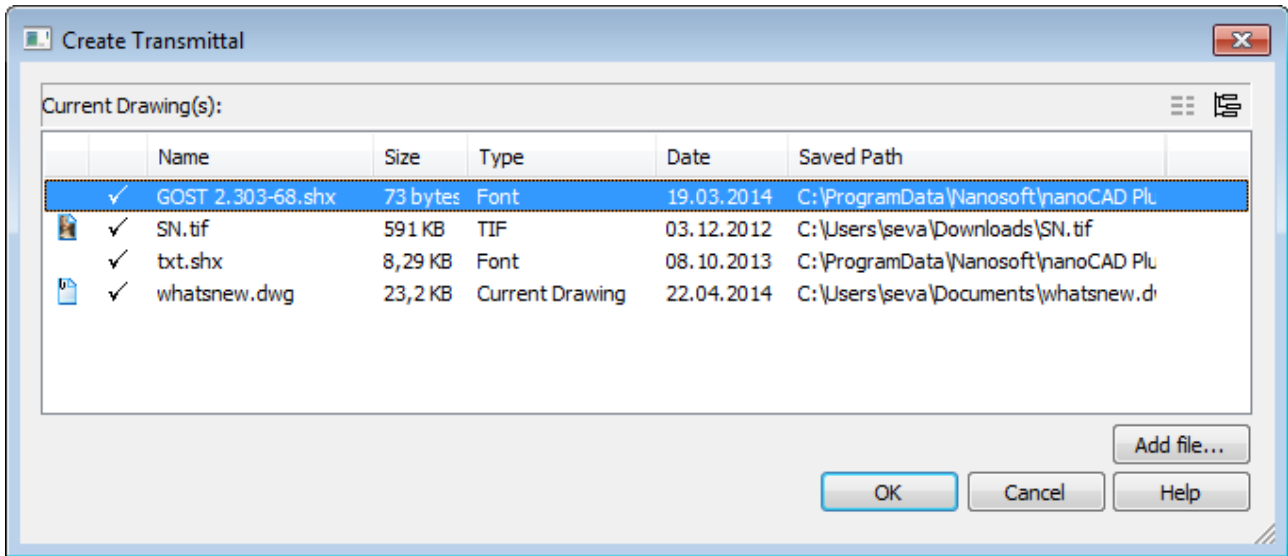 Create Transmittal
Current Drawing(s):
Name Size Type Date Saved Path
✓ GOST 2.303-68.shx 73 bytes Font 19.03.2014 C:\ProgramData\Nanosoft\nanoCAD Plu
✓ SN.tif 591 KB TIF 03.12.2012 C:\Users\seva\Downloads\SN.tif
✓ txt.shx 8,29 KB Font 08.10.2013 C:\ProgramData\Nanosoft\nanoCAD Plu
✓ whatsnew.dwg 23,2 KB Current Drawing 22.04.2014 C:\Users\seva\Documents\whatsnew.d
Add file...
OK Cancel Help